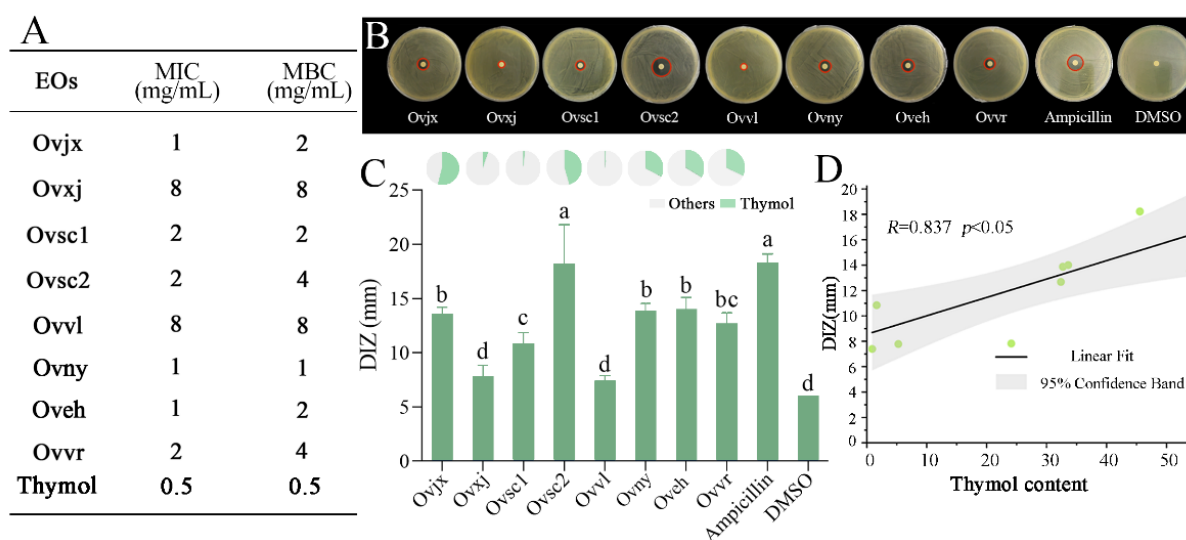 A
EOs MIC (mg/mL) MBC (mg/mL)
Ovjx 1 2
Ovxj 8 8
Ovsc1 2 2
Ovsc2 2 4
Ovvl 8 8
Ovny 1 1
Oveh 1 2
Ovvr 2 4
Thymol 0.5 0.5
B
Ovjx Ovxj Ovsc1 Ovsc2 Ovvl Ovny Oveh Ovvr Ampicillin DMSO
C
Others Thymol
DIZ (mm)
25
20
15
10
5
0
b d c a d b b bc a d
Ovjx Ovxj Ovsc1 Ovsc2 Ovvl Ovny Oveh Ovvr Ampicillin DMSO
D
R=0.837 p<0.05
DIZ(mm)
20
18
16
14
12
10
8
6
4
2
0
Linear Fit
95% Confidence Band
0 10 20 30 40 50
Thymol content